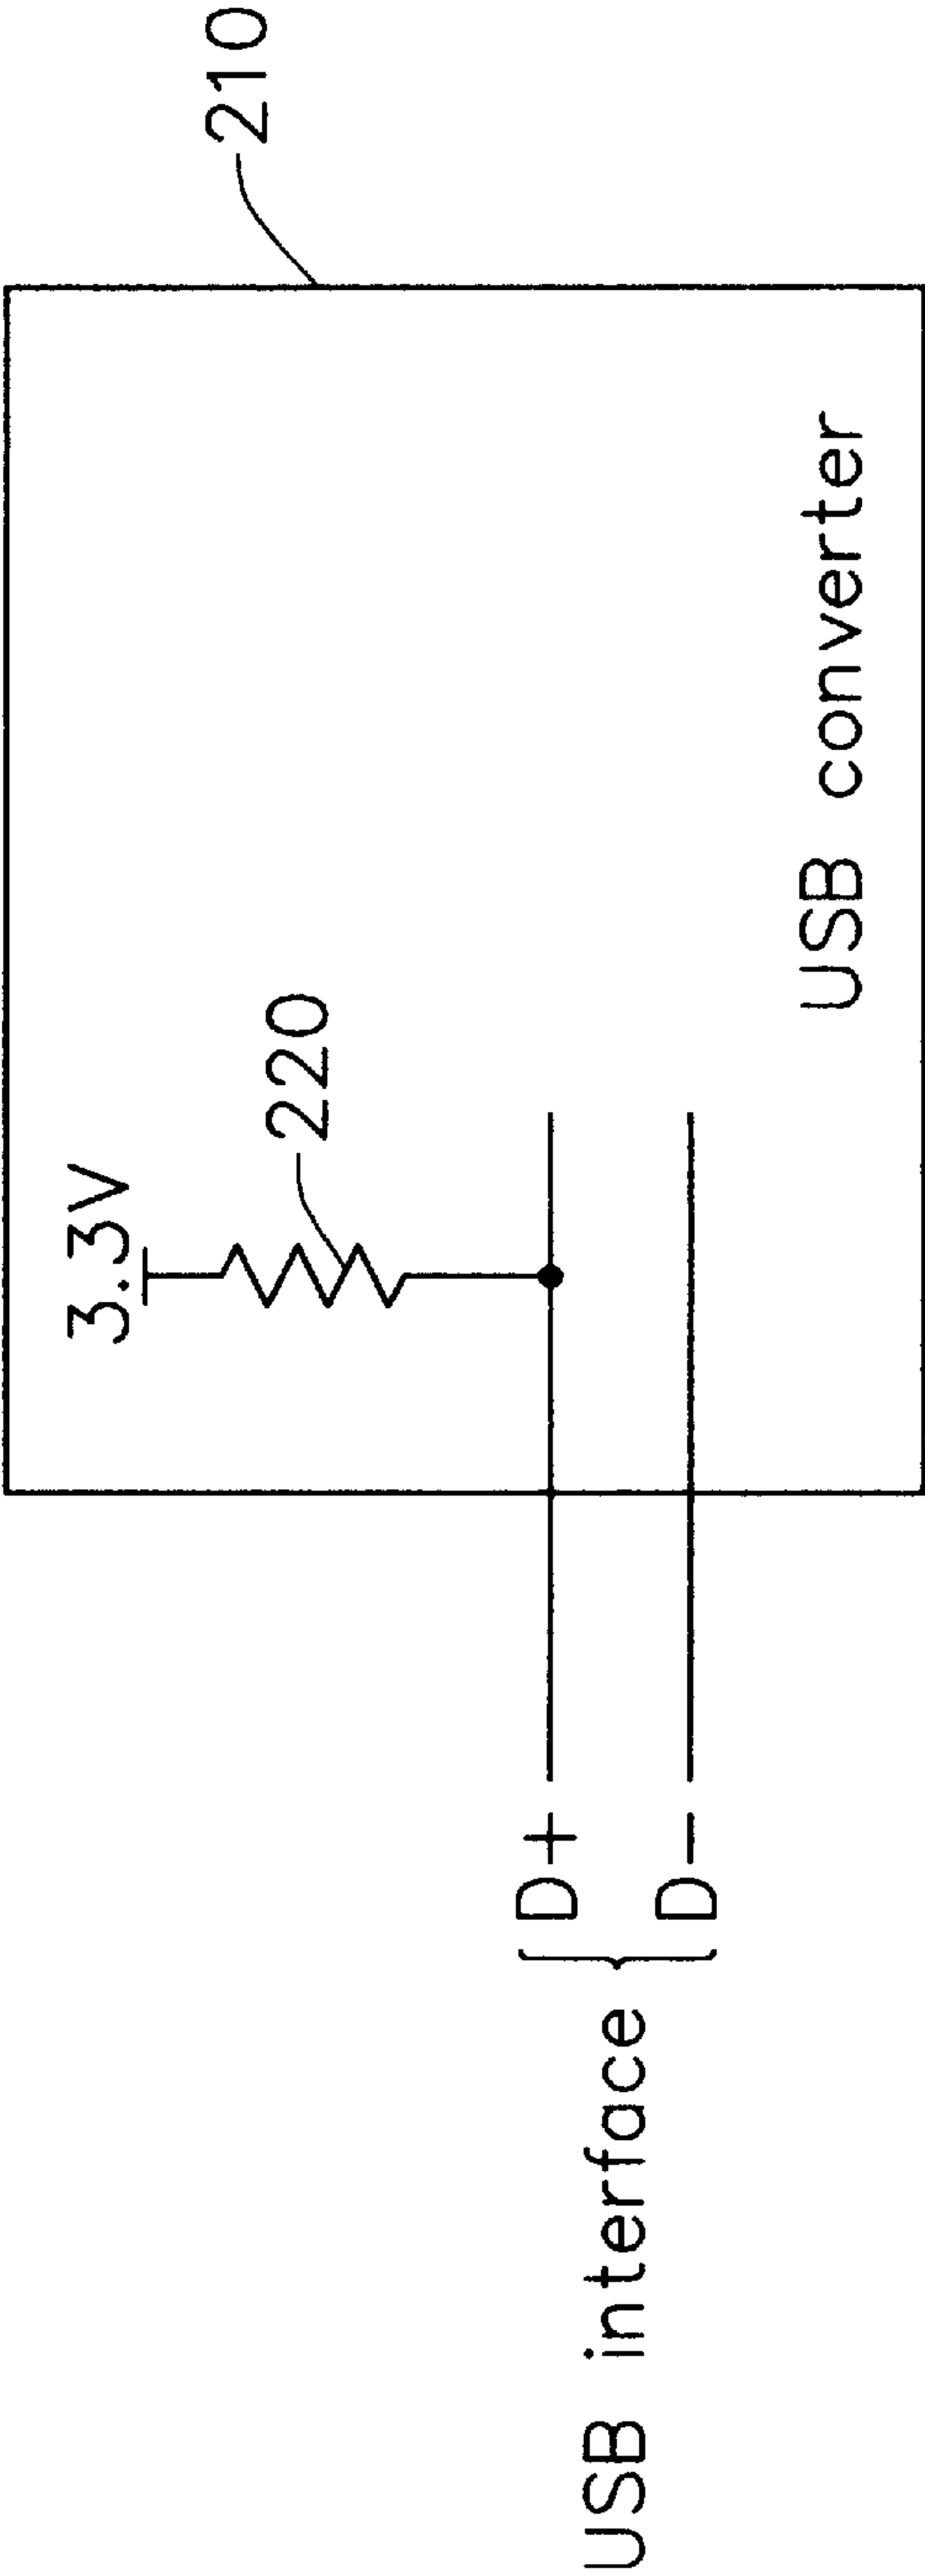 3.3V
220
210
D+
D-
USB interface
USB converter